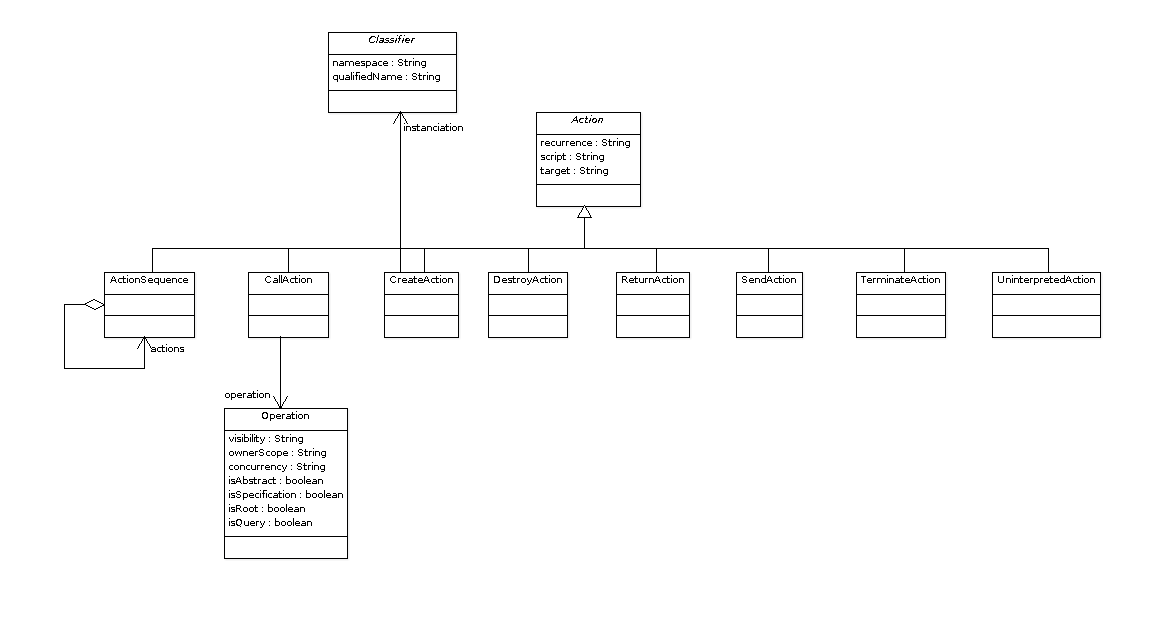 Classifier
namespace : String
qualifiedName : String
instanciation
Action
recurrence : String
script : String
target : String
ActionSequence
CallAction
CreateAction
DestroyAction
ReturnAction
SendAction
TerminateAction
UninterpretedAction
actions
operation
Operation
visibility : String
ownerScope : String
concurrency : String
isAbstract : boolean
isSpecification : boolean
isRoot : boolean
isQuery : boolean